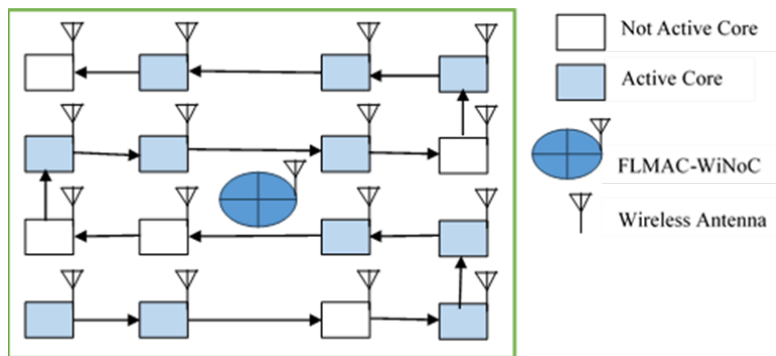 Not Active Core
Active Core
FLMAC-WiNoC
Wireless Antenna